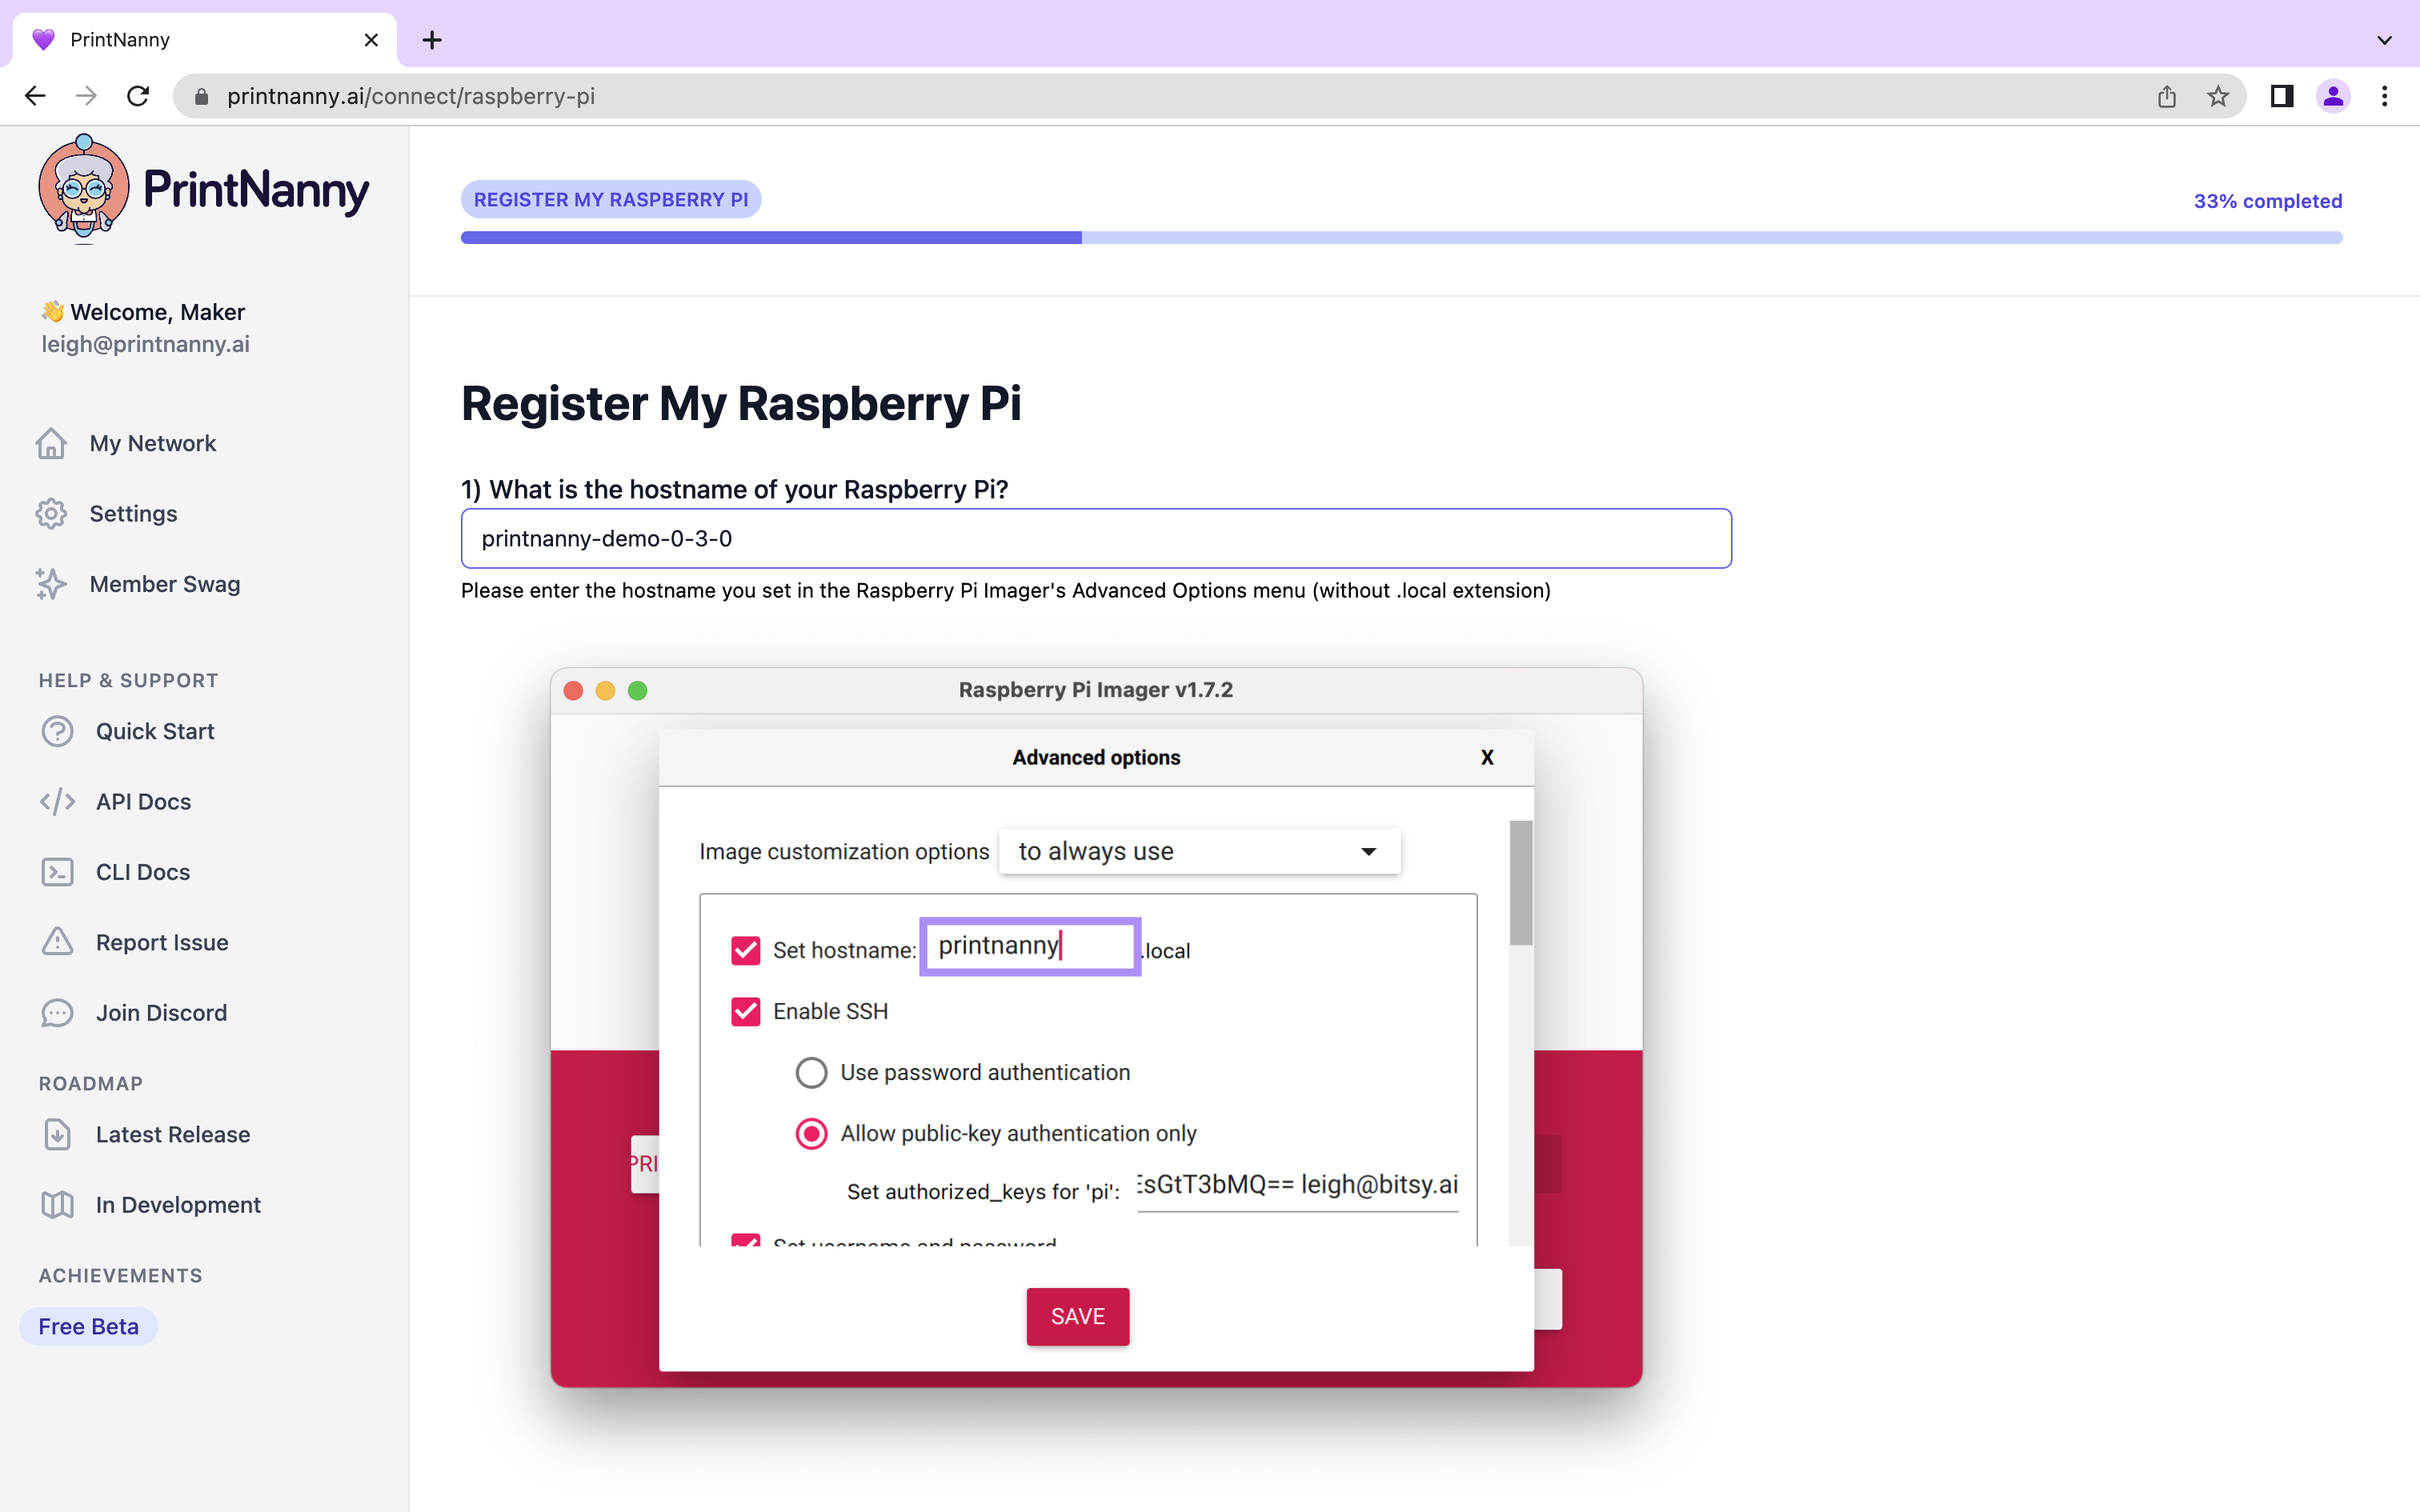 PrintNanny
printnanny.ai/connect/raspberry-pi
PrintNanny
👋 Welcome, Maker
leigh@printnanny.ai
My Network
Settings
Member Swag
HELP & SUPPORT
Quick Start
API Docs
CLI Docs
Report Issue
Join Discord
ROADMAP
Latest Release
In Development
ACHIEVEMENTS
Free Beta
REGISTER MY RASPBERRY PI
33% completed
Register My Raspberry Pi
1) What is the hostname of your Raspberry Pi?
printnanny-demo-0-3-0
Please enter the hostname you set in the Raspberry Pi Imager's Advanced Options menu (without .local extension)
Raspberry Pi Imager v1.7.2
Advanced options X
Image customization options to always use
Set hostname: printnanny .local
Enable SSH
Use password authentication
Allow public-key authentication only
PRI
Set authorized_keys for 'pi': EsGtT3bMQ== leigh@bitsy.ai
Set username and password
SAVE